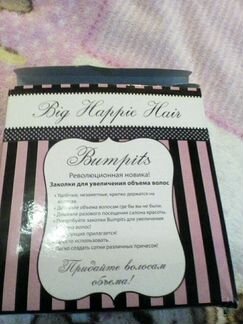 Big Happie Hair
Bumpits
Революционная новинка!
Заколки для увеличения объема волос
• Удобные, незаметные, крепко держатся на
волосах.
• объема волосам где бы вы не были.
• Дешевле разового посещения салона красоты.
• Попробуйте заколки Bumpits для увеличения
объема волос!
прилагается!
использовать.
Легко создать сотни различных причесок!
Придайте волосам
объема!